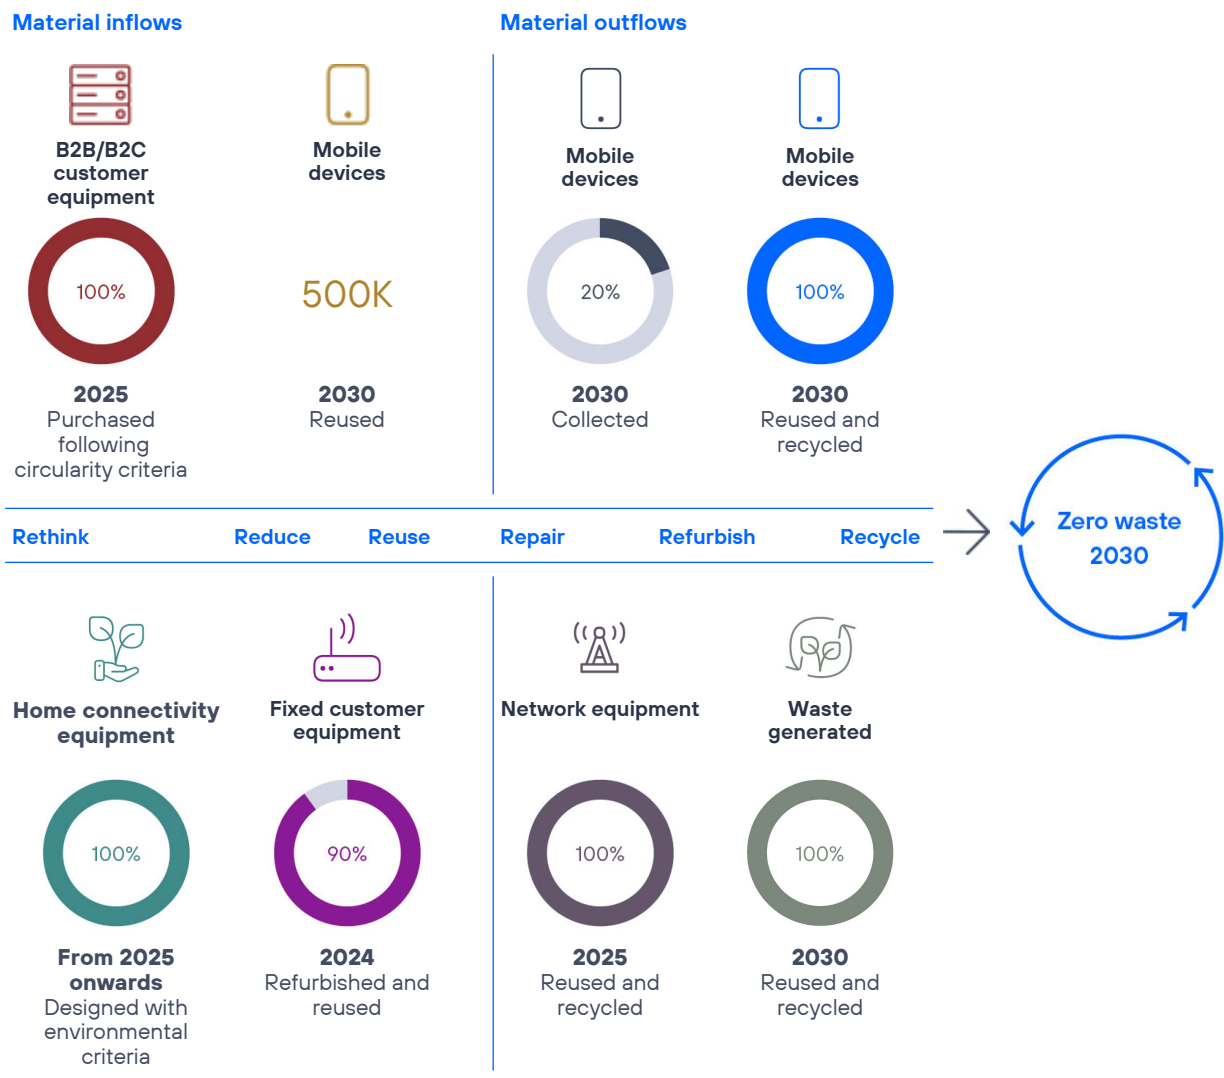 Material inflows
Material outflows
B2B/B2C
customer
equipment
100%
2025
Purchased
following
circularity criteria
Mobile
devices
500K
2030
Reused
Mobile
devices
20%
2030
Collected
Mobile
devices
100%
2030
Reused and
recycled
Rethink
Reduce
Reuse
Repair
Refurbish
Recycle
Zero waste
2030
Home connectivity
equipment
100%
From 2025
onwards
Designed with
environmental
criteria
Fixed customer
equipment
90%
2024
Refurbished and
reused
Network equipment
100%
2025
Reused and
recycled
Waste
generated
100%
2030
Reused and
recycled